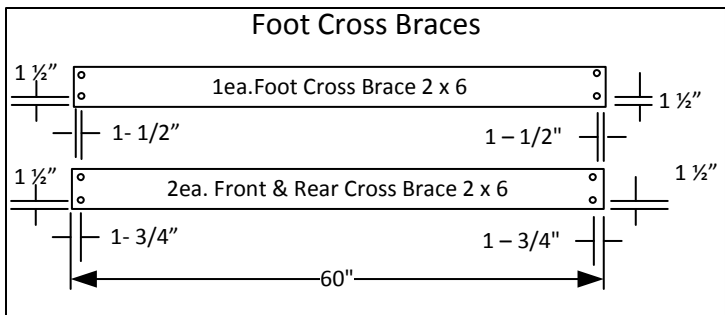 Foot Cross Braces
1 ½”
1ea.Foot Cross Brace 2 x 6
1 ½”
1- 1/2”
1 – 1/2"
1 ½”
2ea. Front & Rear Cross Brace 2 x 6
1 ½”
1- 3/4”
1 – 3/4"
60"